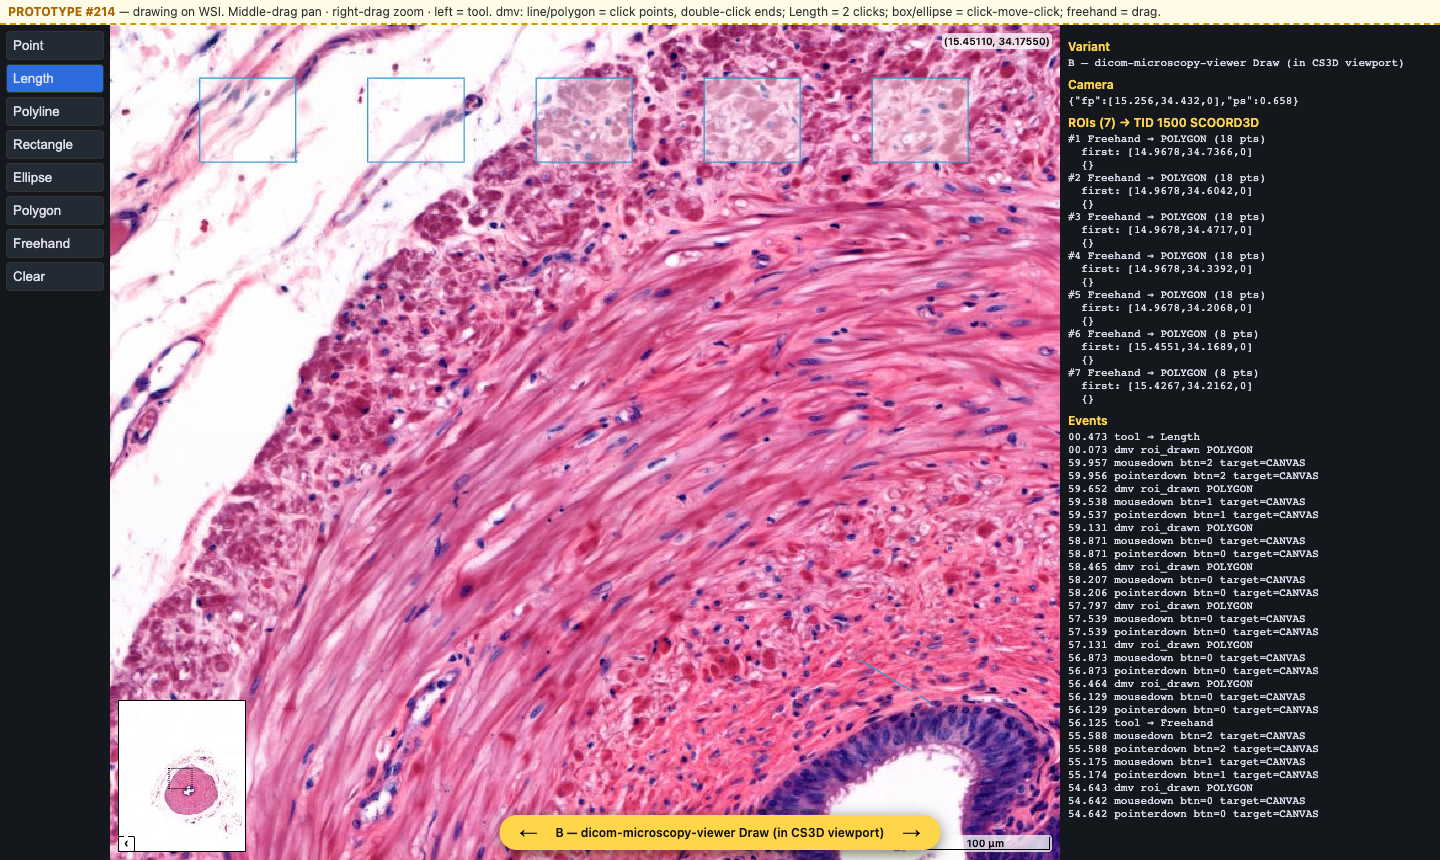 PROTOTYPE #214 — drawing on WSI. Middle-drag pan · right-drag zoom · left = tool. dmv: line/polygon = click points, double-click ends; Length = 2 clicks; box/ellipse = click-move-click; freehand = drag.
Point
Length
Polyline
Rectangle
Ellipse
Polygon
Freehand
Clear
(15.45110, 34.17550)
‹
← B — dicom-microscopy-viewer Draw (in CS3D viewport) →
100 μm
Variant
B — dicom-microscopy-viewer Draw (in CS3D viewport)
Camera
{"fp":[15.256,34.432,0],"ps":0.658}
ROIs (7) → TID 1500 SCOORD3D
#1 Freehand → POLYGON (18 pts)
first: [14.9678,34.7366,0]
{}
#2 Freehand → POLYGON (18 pts)
first: [14.9678,34.6042,0]
{}
#3 Freehand → POLYGON (18 pts)
first: [14.9678,34.4717,0]
{}
#4 Freehand → POLYGON (18 pts)
first: [14.9678,34.3392,0]
{}
#5 Freehand → POLYGON (18 pts)
first: [14.9678,34.2068,0]
{}
#6 Freehand → POLYGON (8 pts)
first: [15.4551,34.1689,0]
{}
#7 Freehand → POLYGON (8 pts)
first: [15.4267,34.2162,0]
{}
Events
00.473 tool → Length
00.073 dmv roi_drawn POLYGON
59.957 mousedown btn=2 target=CANVAS
59.956 pointerdown btn=2 target=CANVAS
59.652 dmv roi_drawn POLYGON
59.538 mousedown btn=1 target=CANVAS
59.537 pointerdown btn=1 target=CANVAS
59.131 dmv roi_drawn POLYGON
58.871 mousedown btn=0 target=CANVAS
58.871 pointerdown btn=0 target=CANVAS
58.465 dmv roi_drawn POLYGON
58.207 mousedown btn=0 target=CANVAS
58.206 pointerdown btn=0 target=CANVAS
57.797 dmv roi_drawn POLYGON
57.539 mousedown btn=0 target=CANVAS
57.539 pointerdown btn=0 target=CANVAS
57.131 dmv roi_drawn POLYGON
56.873 mousedown btn=0 target=CANVAS
56.873 pointerdown btn=0 target=CANVAS
56.464 dmv roi_drawn POLYGON
56.129 mousedown btn=0 target=CANVAS
56.129 pointerdown btn=0 target=CANVAS
56.125 tool → Freehand
55.588 mousedown btn=2 target=CANVAS
55.588 pointerdown btn=2 target=CANVAS
55.175 mousedown btn=1 target=CANVAS
55.174 pointerdown btn=1 target=CANVAS
54.643 dmv roi_drawn POLYGON
54.642 mousedown btn=0 target=CANVAS
54.642 pointerdown btn=0 target=CANVAS